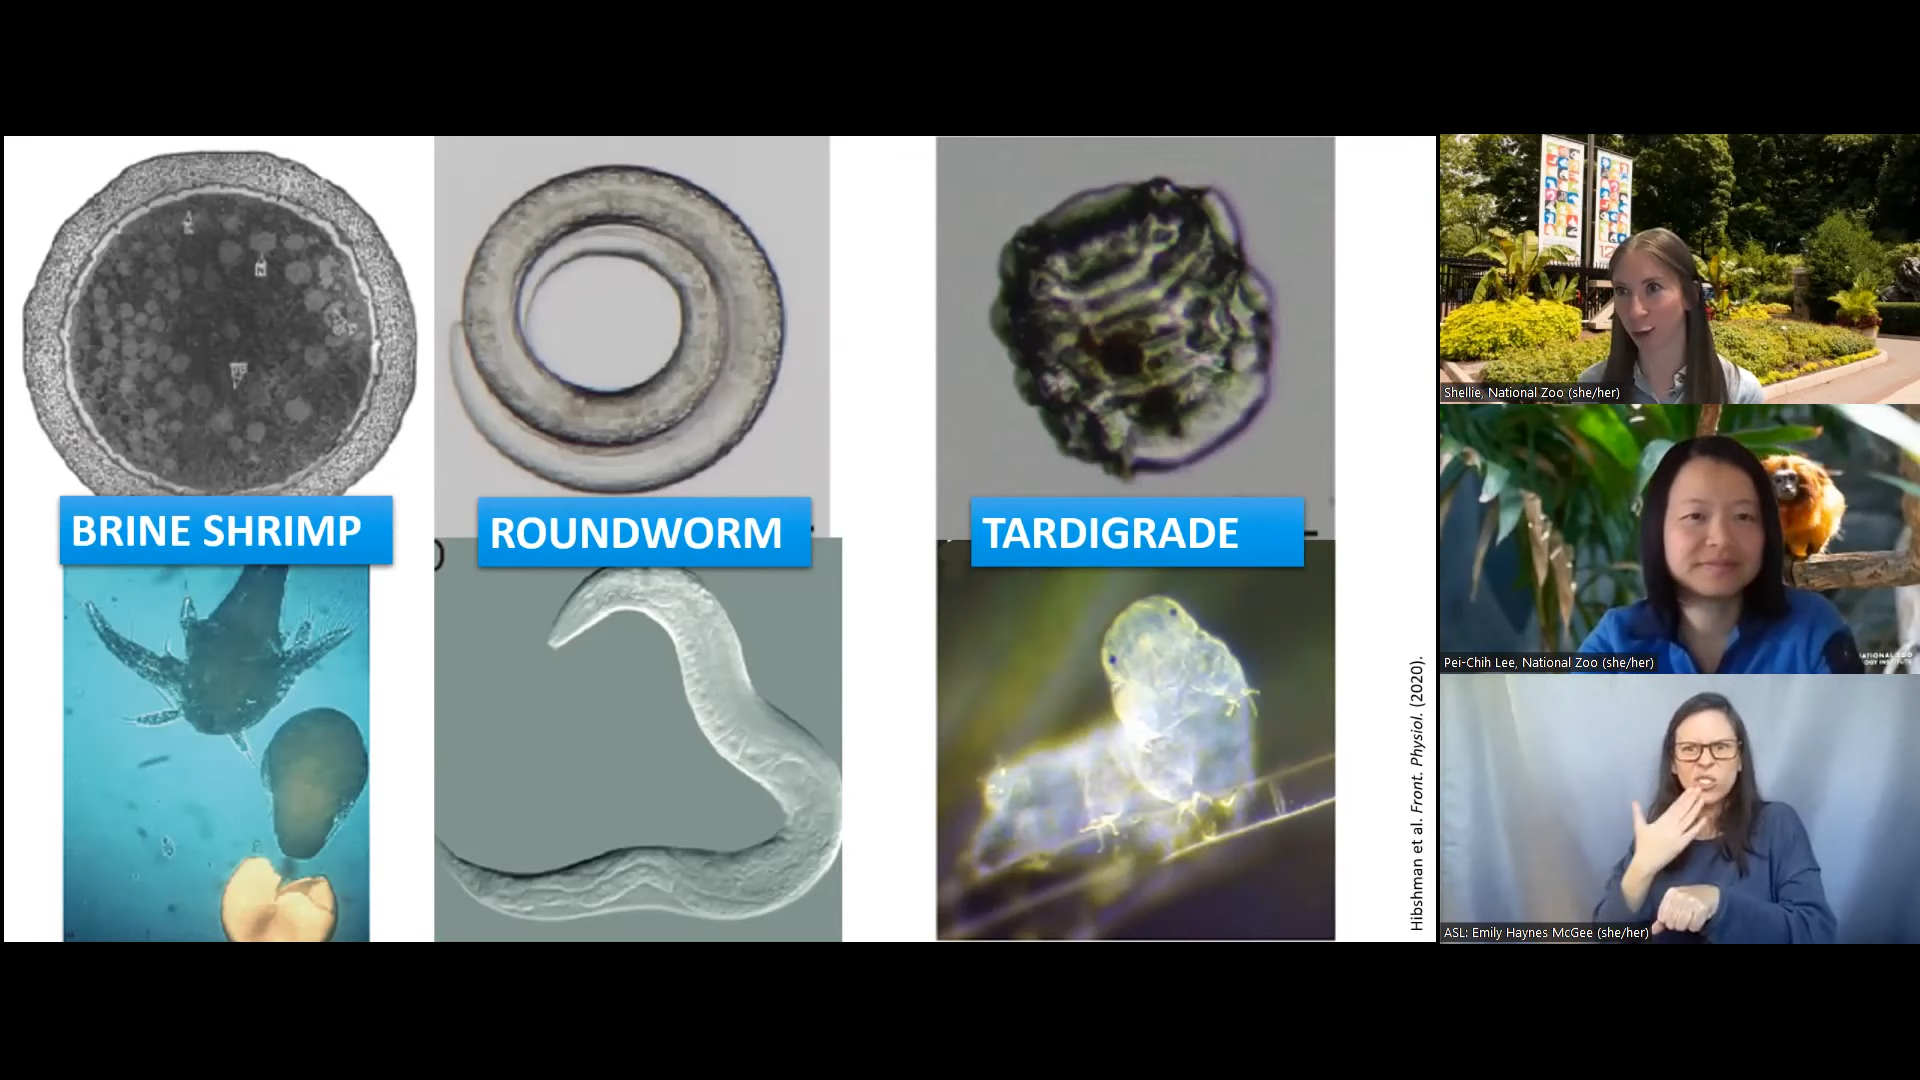 BRINE SHRIMP
ROUNDWORM
TARDIGRADE
Hibshman et al. Front. Physiol. (2020).
Shellie, National Zoo (she/her)
Pei-Chih Lee, National Zoo (she/her)
ASL: Emily Haynes McGee (she/her)